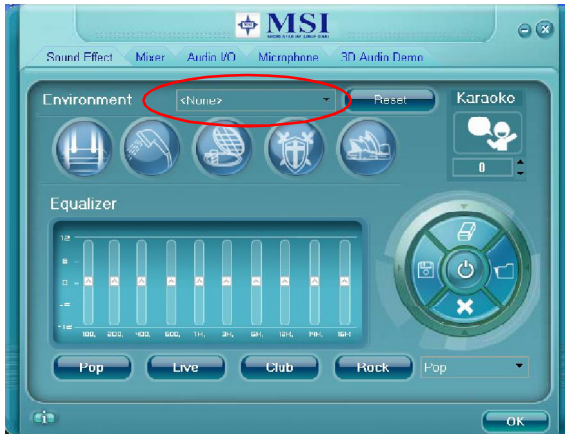 MSI
Sound Effect Mixer Audio I/O Microphone 3D Audio Demo
Environment <None> Reset Karaoke
0
Equalizer
Pop Live Club Rock Pop
OK